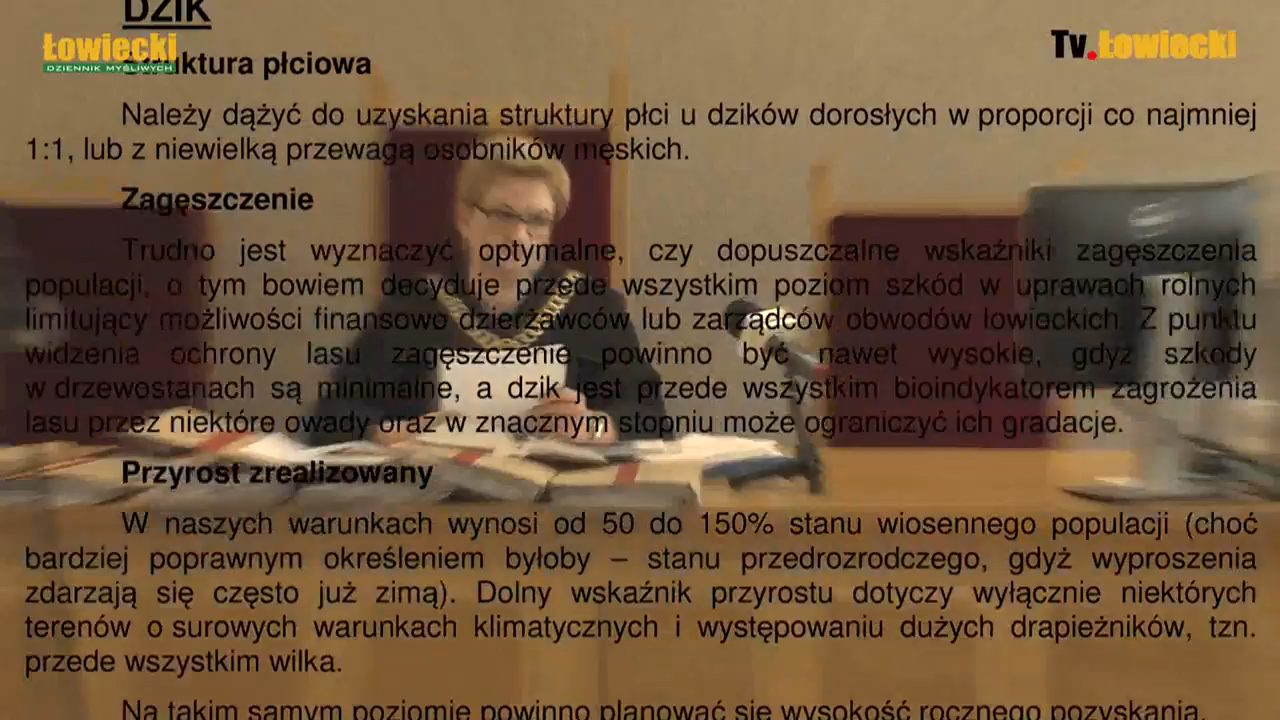 DZIK
Łowiecki
DZIENNIK MYŚLIWYCH
Tv.Łowiecki
Struktura płciowa
Należy dążyć do uzyskania struktury płci u dzików dorosłych w proporcji co najmniej
1:1, lub z niewielką przewagą osobników męskich.
Zagęszczenie
Trudno jest wyznaczyć optymalne, czy dopuszczalne wskaźniki zagęszczenia
populacji, o tym bowiem decyduje przede wszystkim poziom szkód w uprawach rolnych
limitujący możliwości finansowe dzierżawców lub zarządców obwodów łowieckich. Z punktu
widzenia ochrony lasu zagęszczenie powinno być nawet wysokie, gdyż szkody
w drzewostanach są minimalne, a dzik jest przede wszystkim bioindykatorem zagrożenia
lasu przez niektóre owady oraz w znacznym stopniu może ograniczyć ich gradacje.
Przyrost zrealizowany
W naszych warunkach wynosi od 50 do 150% stanu wiosennego populacji (choć
bardziej poprawnym określeniem byłoby – stanu przedrozrodczego, gdyż wyproszenia
zdarzają się często już zimą). Dolny wskaźnik przyrostu dotyczy wyłącznie niektórych
terenów o surowych warunkach klimatycznych i występowaniu dużych drapieżników, tzn.
przede wszystkim wilka.
Na takim samym poziomie powinno planować się wysokość rocznego pozyskania.